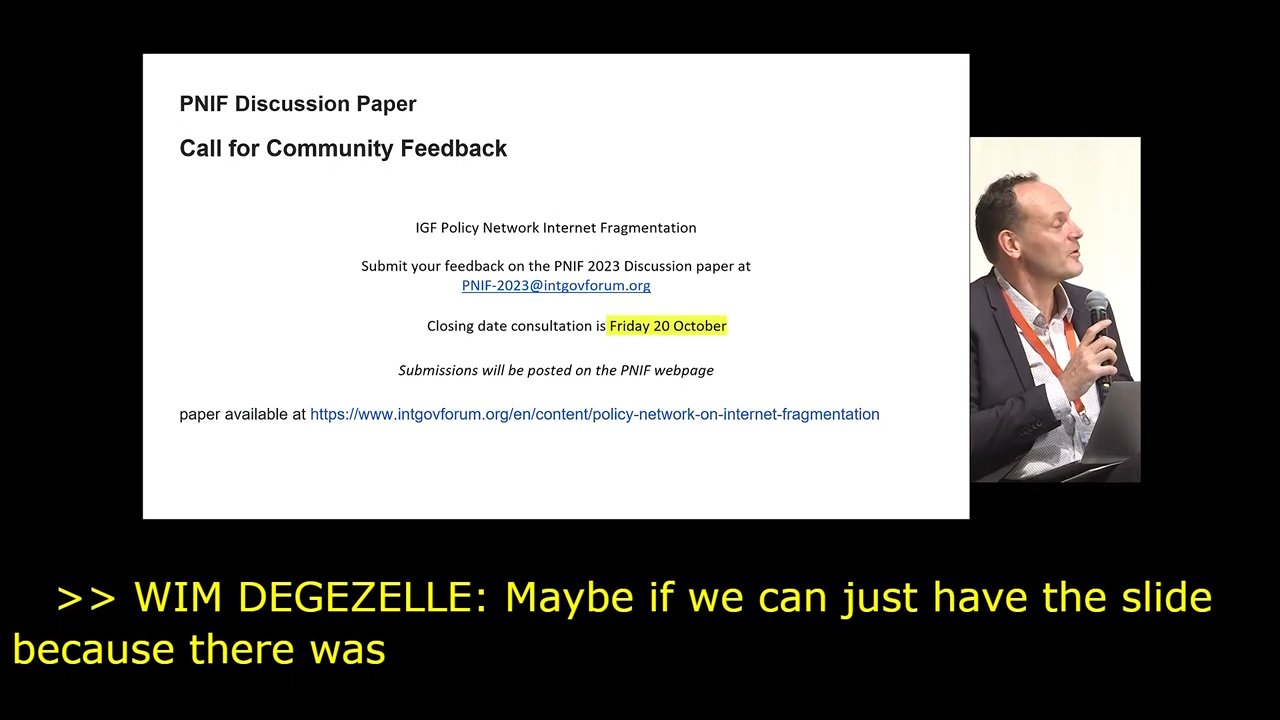 PNIF Discussion Paper
Call for Community Feedback
IGF Policy Network Internet Fragmentation
Submit your feedback on the PNIF 2023 Discussion paper at
PNIF-2023@intgovforum.org
Closing date consultation is Friday 20 October
Submissions will be posted on the PNIF webpage
paper available at https://www.intgovforum.org/en/content/policy-network-on-internet-fragmentation
>> WIM DEGEZELLE: Maybe if we can just have the slide
because there was